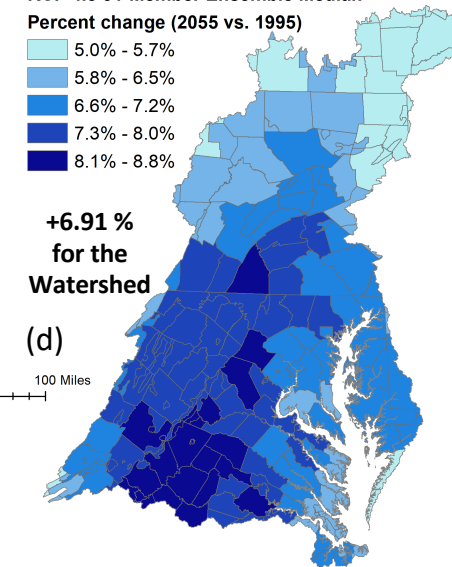 Percent change (2055 vs. 1995)
5.0% - 5.7%
5.8% - 6.5%
6.6% - 7.2%
7.3% - 8.0%
8.1% - 8.8%
+6.91 %
for the
Watershed
(d)
100 Miles